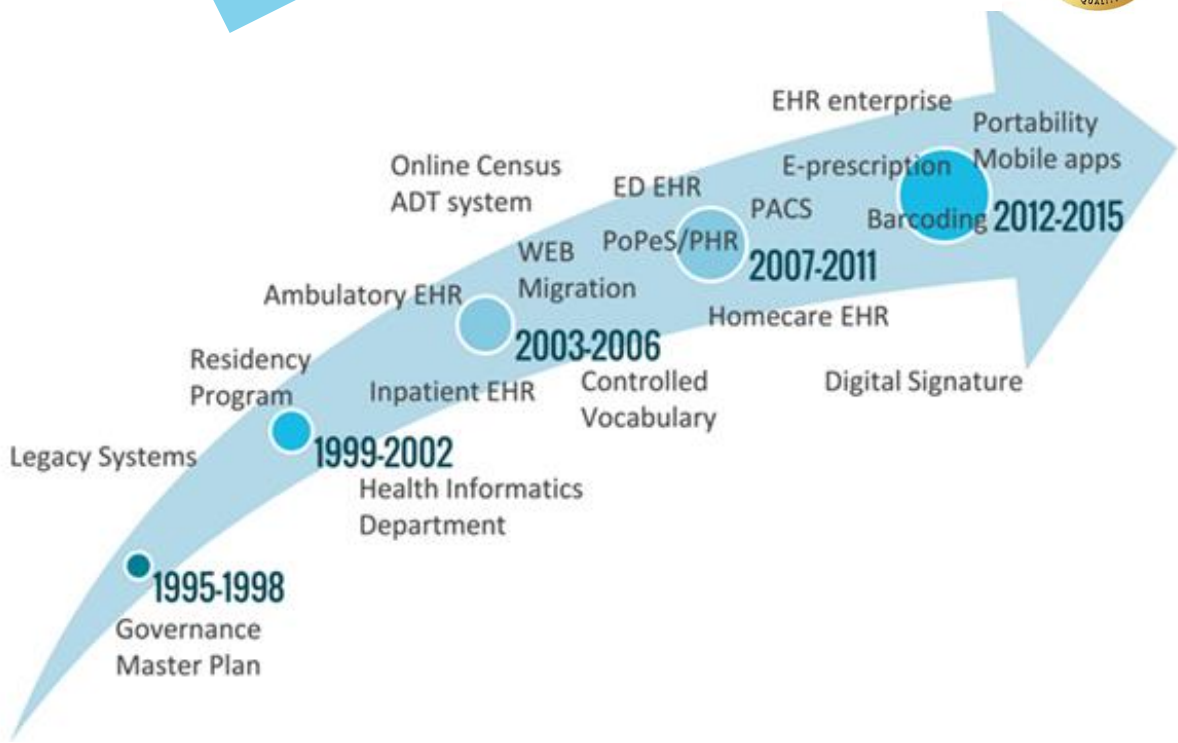 QUALITY
EHR enterprise
Portability
Mobile apps
Online Census
ADT system
E-prescription
ED EHR
PACS
Barcoding
2012-2015
WEB
Migration
PoPeS/PHR
2007-2011
Ambulatory EHR
Homecare EHR
2003-2006
Residency
Program
Inpatient EHR
Controlled
Vocabulary
Digital Signature
Legacy Systems
1999-2002
Health Informatics
Department
1995-1998
Governance
Master Plan